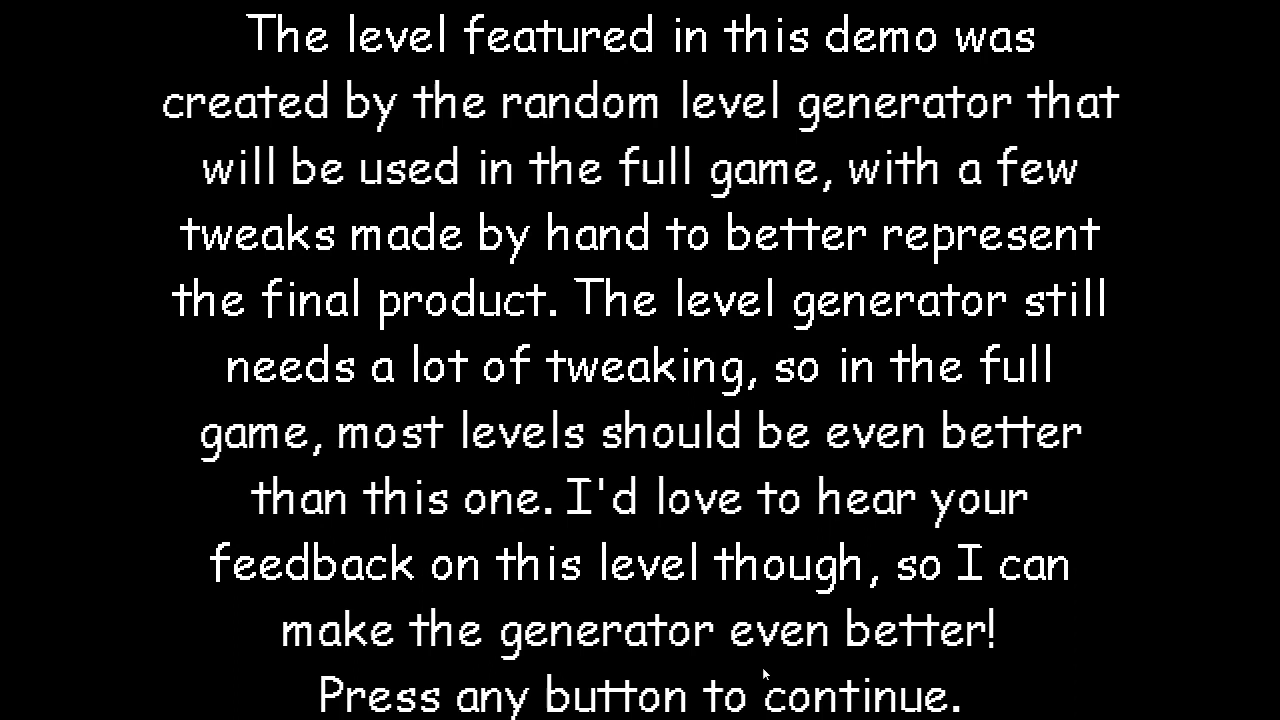 The level featured in this demo was
created by the random level generator that
will be used in the full game, with a few
tweaks made by hand to better represent
the final product. The level generator still
needs a lot of tweaking, so in the full
game, most levels should be even better
than this one. I'd love to hear your
feedback on this level though, so I can
make the generator even better!
Press any button to continue.